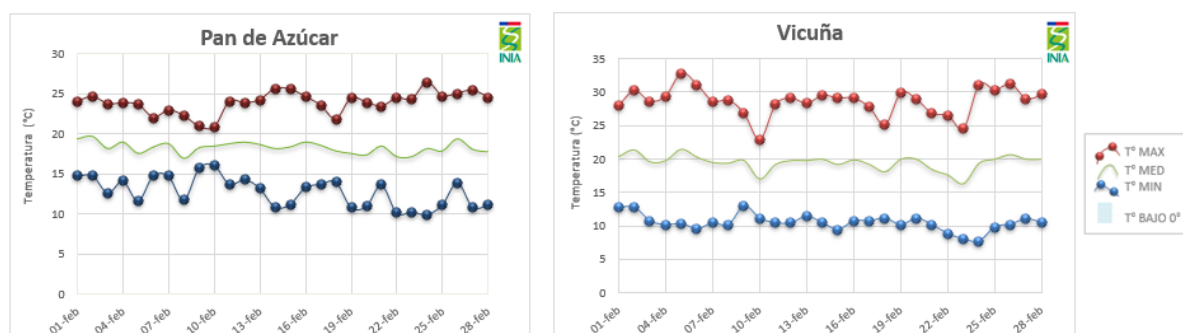 Pan de Azúcar
INIA
Temperatura (°C)
30
25
20
15
10
5
0
01-feb
04-feb
07-feb
10-feb
13-feb
16-feb
19-feb
22-feb
25-feb
28-feb
Vicuña
INIA
Temperatura (°C)
35
30
25
20
15
10
5
0
01-feb
04-feb
07-feb
10-feb
13-feb
16-feb
19-feb
22-feb
25-feb
28-feb
T° MAX
T° MED
T° MIN
T° BAJO 0°